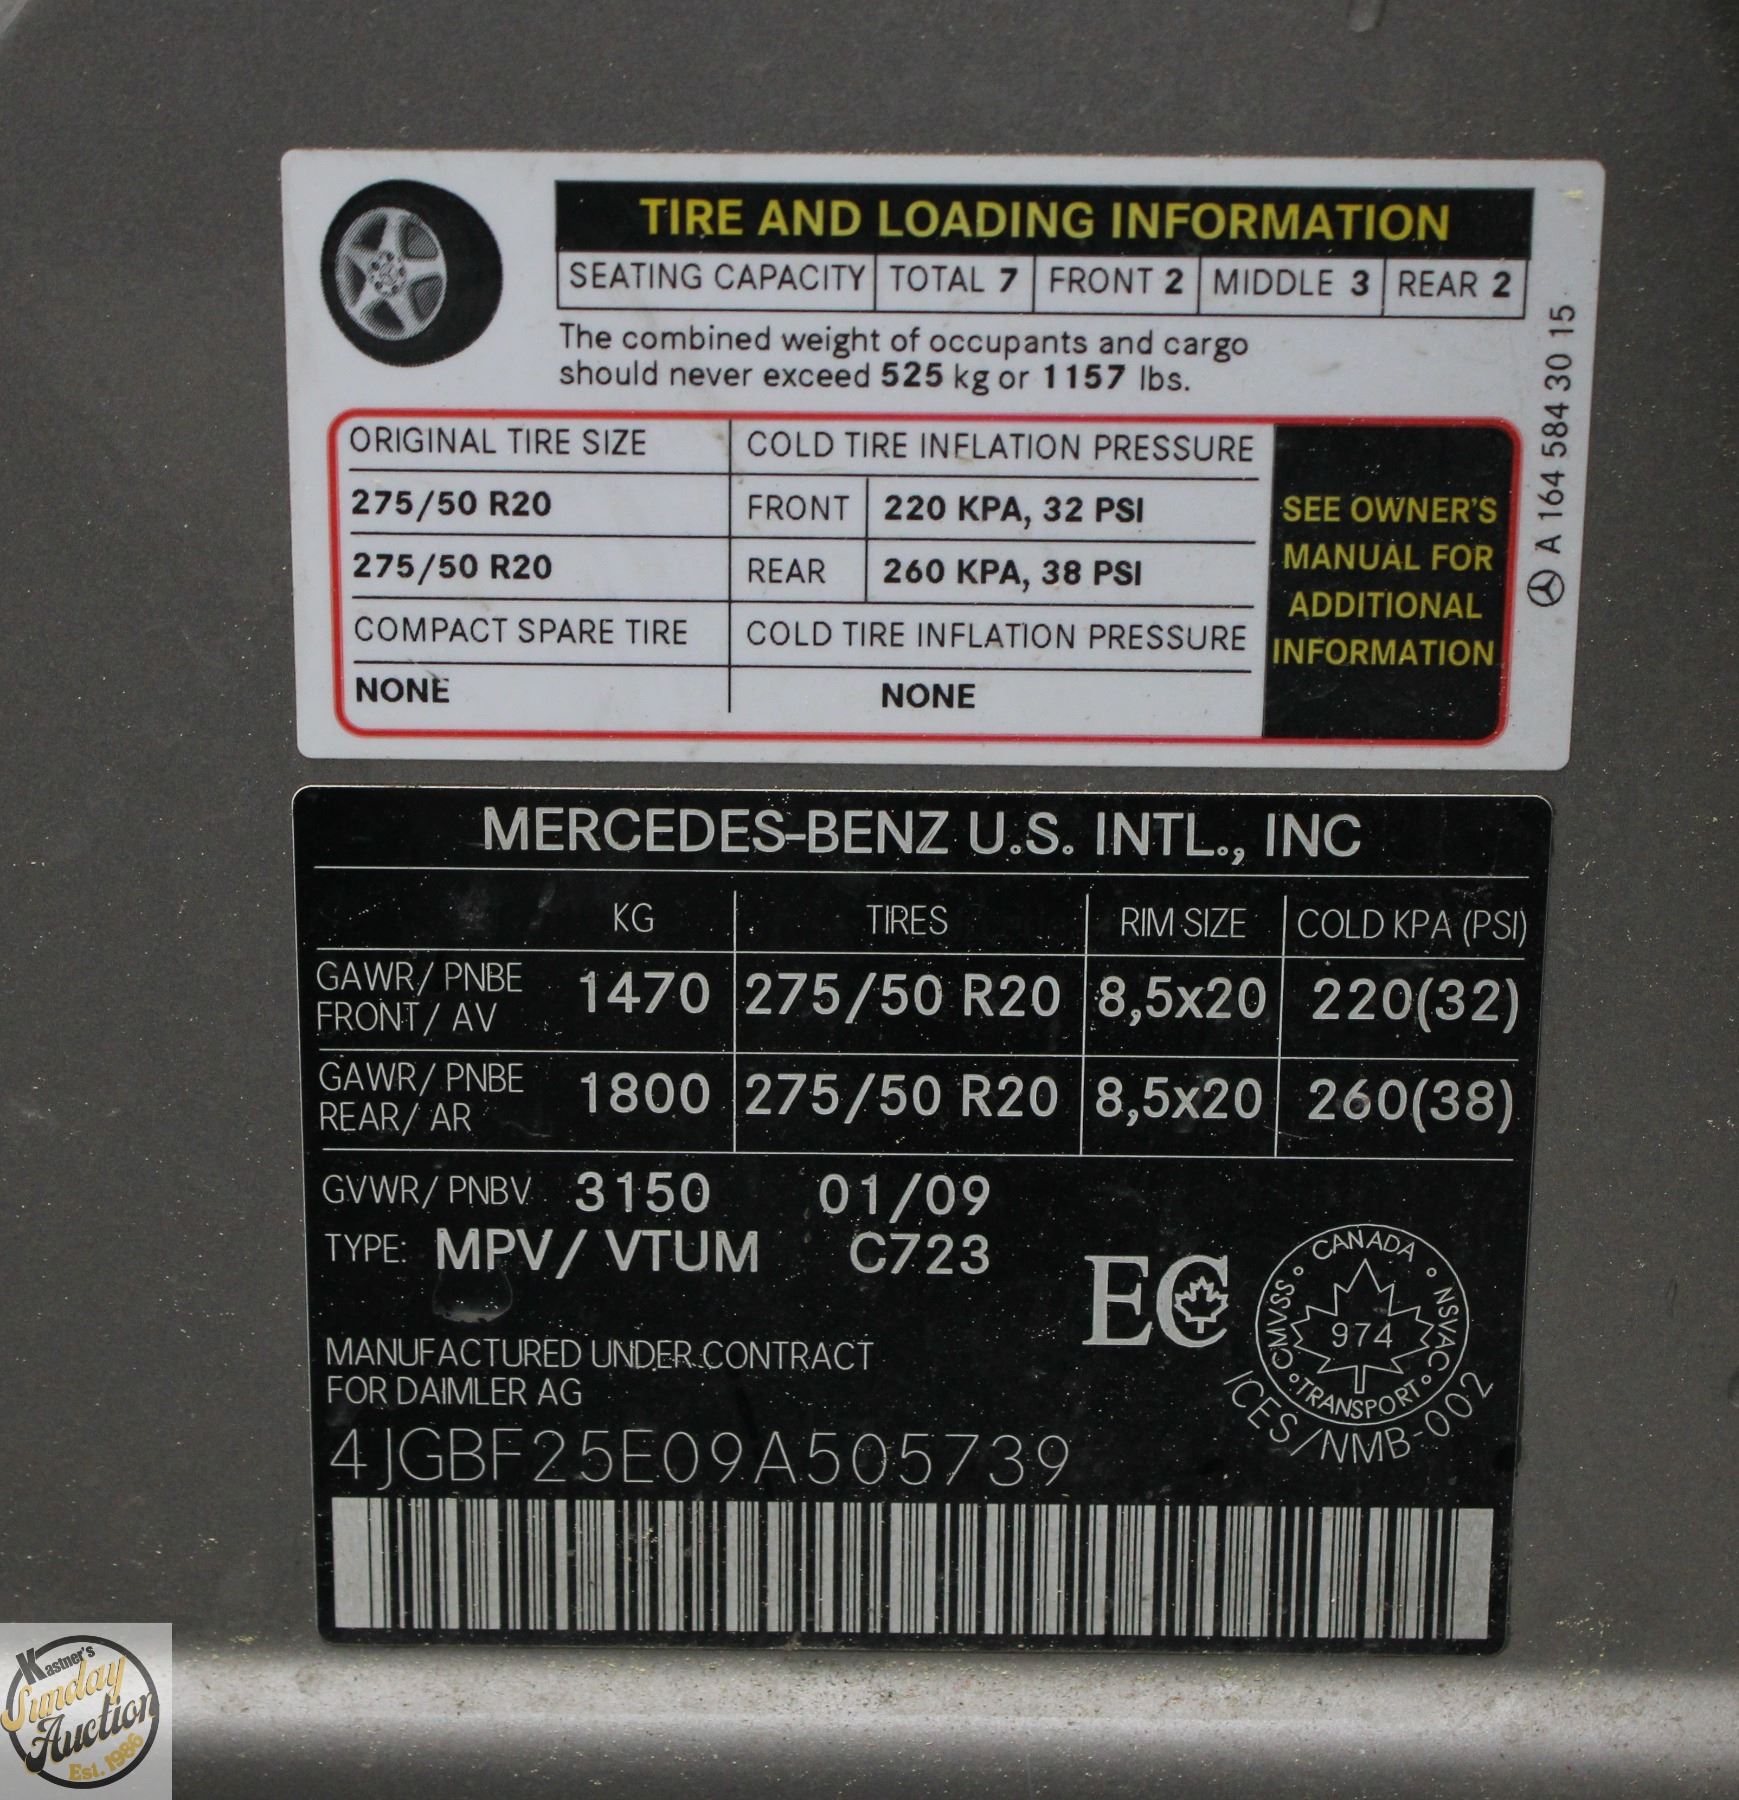 TIRE AND LOADING INFORMATION
SEATING CAPACITY TOTAL 7 FRONT 2 MIDDLE 3 REAR 2
The combined weight of occupants and cargo
should never exceed 525 kg or 1157 lbs.
ORIGINAL TIRE SIZE COLD TIRE INFLATION PRESSURE
275/50 R20 FRONT 220 KPA, 32 PSI
275/50 R20 REAR 260 KPA, 38 PSI
COMPACT SPARE TIRE COLD TIRE INFLATION PRESSURE
NONE NONE
SEE OWNER'S
MANUAL FOR
ADDITIONAL
INFORMATION
A 164 584 30 15
MERCEDES-BENZ U.S. INTL., INC
KG TIRES RIM SIZE COLD KPA (PSI)
GAWR/ PNBE
FRONT/ AV
1470 275/50 R20 8,5x20 220(32)
GAWR/ PNBE
REAR/ AR
1800 275/50 R20 8,5x20 260(38)
GVWR/ PNBV 3150 01/09
TYPE: MPV/ VTUM C723
EC
CANADA
CMVSS NSVAC
974
TRANSPORT
ICES/NMB-002
MANUFACTURED UNDER CONTRACT
FOR DAIMLER AG
4JGBF25E09A505739
Kastner's
Sunday
Auction
Est. 1986